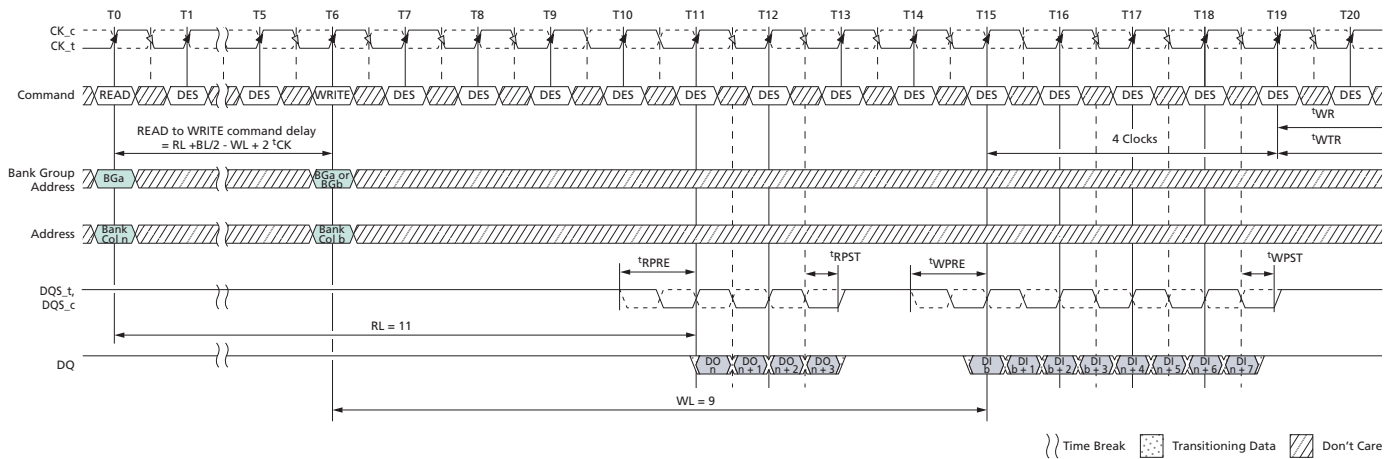 T0 T1 T5 T6 T7 T8 T9 T10 T11 T12 T13 T14 T15 T16 T17 T18 T19 T20
CK_c
CK_t
Command READ DES DES WRITE DES DES DES DES DES DES DES DES DES DES DES DES DES DES
tWR
READ to WRITE command delay
= RL +BL/2 - WL + 2 tCK
4 Clocks
tWTR
Bank Group
Address
BGa
BGa or
BGb
Address
Bank
Col n
Bank
Col b
tRPRE
tRPST
tWPRE
tWPST
DQS_t,
DQS_c
RL = 11
DQ
DO
n
DO
n + 1
DO
n + 2
DO
n + 3
DI
b
DI
b + 1
DI
b + 2
DI
b + 3
DI
n + 4
DI
n + 5
DI
n + 6
DI
n + 7
WL = 9
Time Break Transitioning Data Don't Care